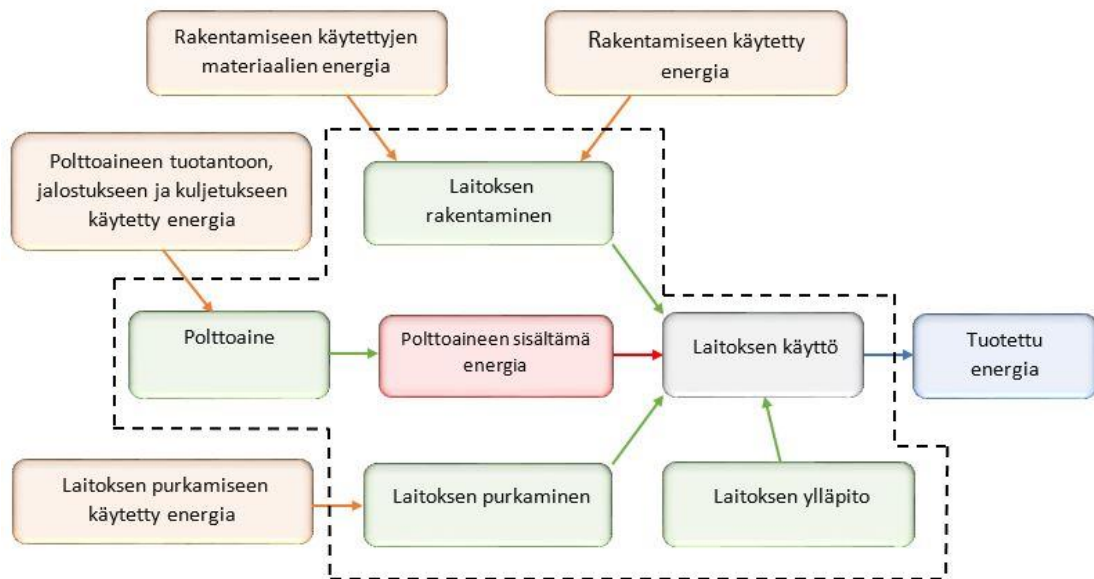 Rakentamiseen käytettyjen
materiaalien energia
Rakentamiseen käytetty
energia
Polttoaineen tuotantoon,
jalostukseen ja kuljetukseen
käytetty energia
Laitoksen
rakentaminen
Polttoaine
Polttoaineen sisältämä
energia
Laitoksen käyttö
Tuotettu
energia
Laitoksen purkamiseen
käytetty energia
Laitoksen purkaminen
Laitoksen ylläpito